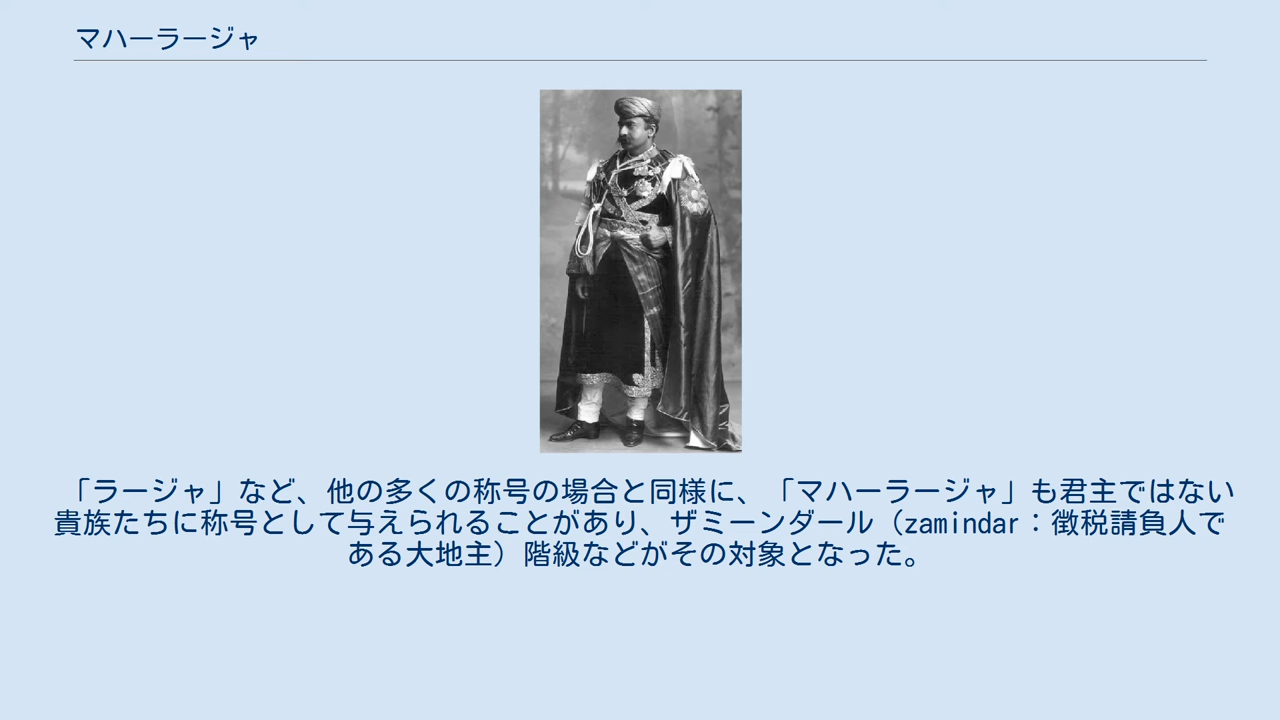 マハーラージャ
「ラージャ」など、他の多くの称号の場合と同様に、「マハーラージャ」も君主ではない
貴族たちに称号として与えられることがあり、ザミーンダール（zamindar：徴税請負人で
ある大地主）階級などがその対象となった。